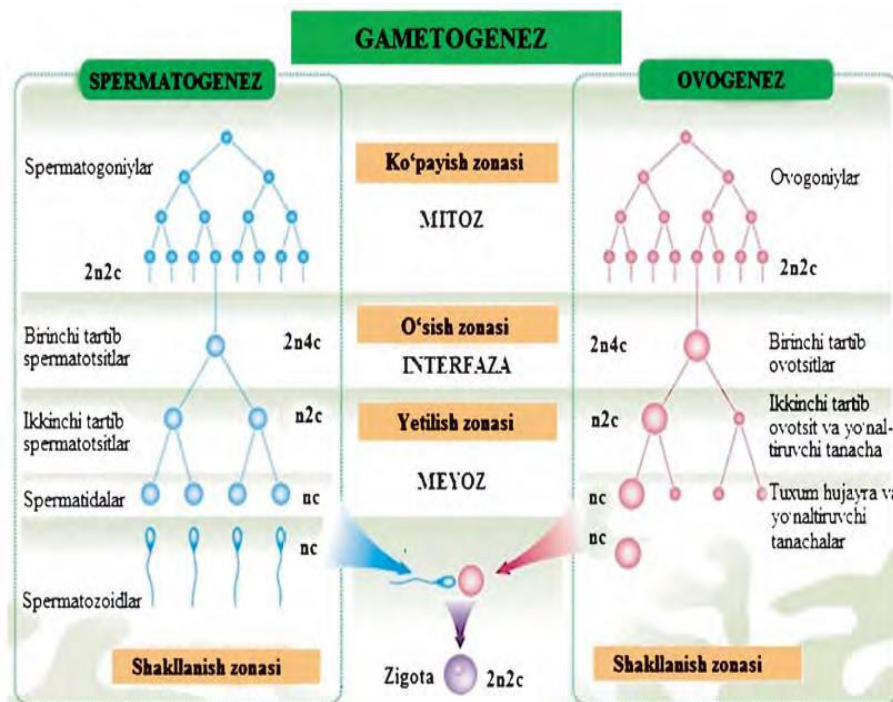 GAMETOGENEZ
SPERMATOGENEZ
Spermatogoniylar
2n2c
Birinchi tartib
spermatotsitlar
2n4c
Ikkinchi tartib
spermatotsitlar
n2c
Spermatidalar
nc
nc
Spermatozoidlar
Shakllanish zonasi
Ko‘payish zonasi
MITOZ
O‘sish zonasi
INTERFAZA
Yetilish zonasi
MEYOZ
Zigota
2n2c
OVOGENEZ
Ovogoniylar
2n2c
2n4c
Birinchi tartib
ovotsitlar
n2c
Ikkinchi tartib
ovotsit va yo‘nal-
tiruvchi tanacha
nc
Tuxum hujayra va
yo‘naltiruvchi
tanachalar
nc
Shakllanish zonasi